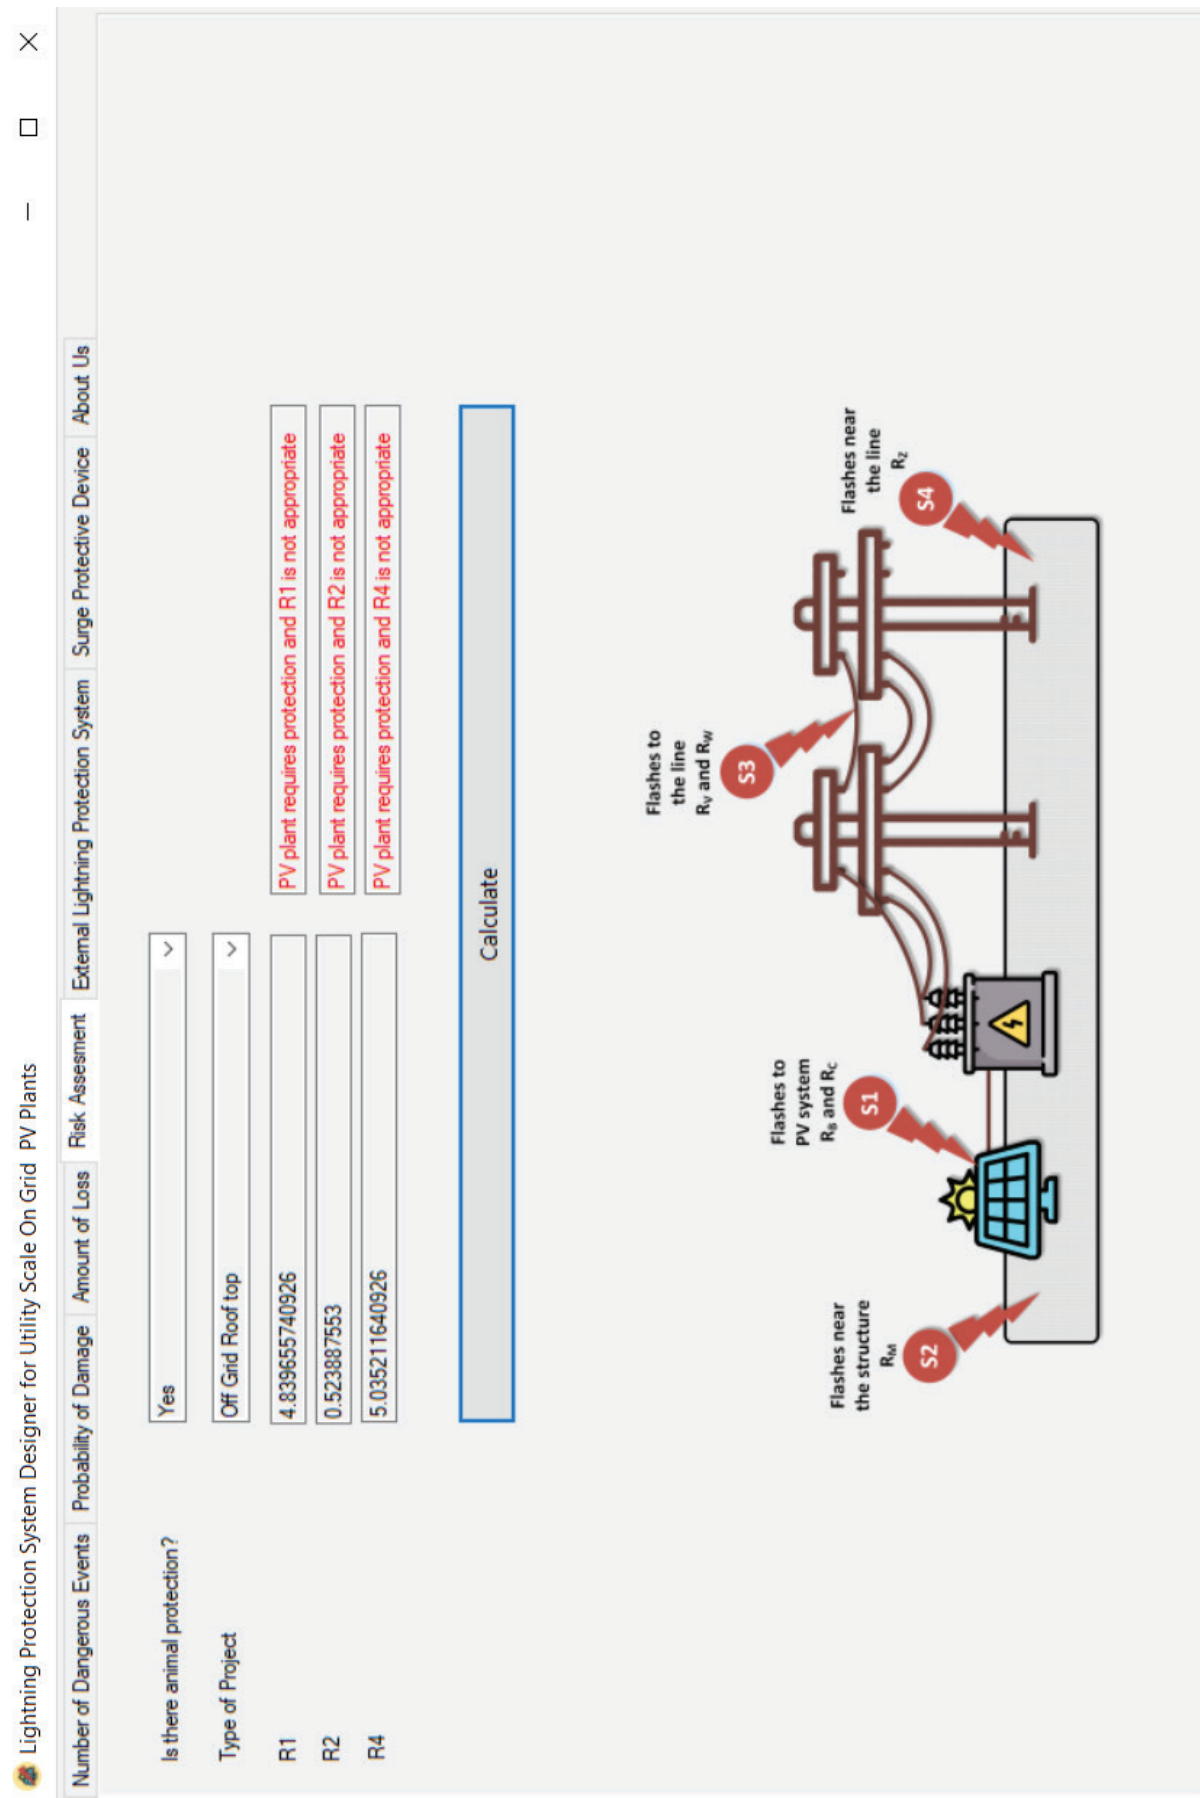 Lightning Protection System Designer for Utility Scale On Grid PV Plants
Number of Dangerous Events Probability of Damage Amount of Loss Risk Assesment External Lightning Protection System Surge Protective Device About Us
Is there animal protection? Yes
Type of Project Off Grid Roof top
R1 4.839655740926 PV plant requires protection and R1 is not appropriate
R2 0.523887553 PV plant requires protection and R2 is not appropriate
R4 5.035211640926 PV plant requires protection and R4 is not appropriate
Calculate
Flashes near
the structure
RM
S2
Flashes to
PV system
RB and RC
S1
Flashes to
the line
RV and RW
S3
Flashes near
the line
RZ
S4